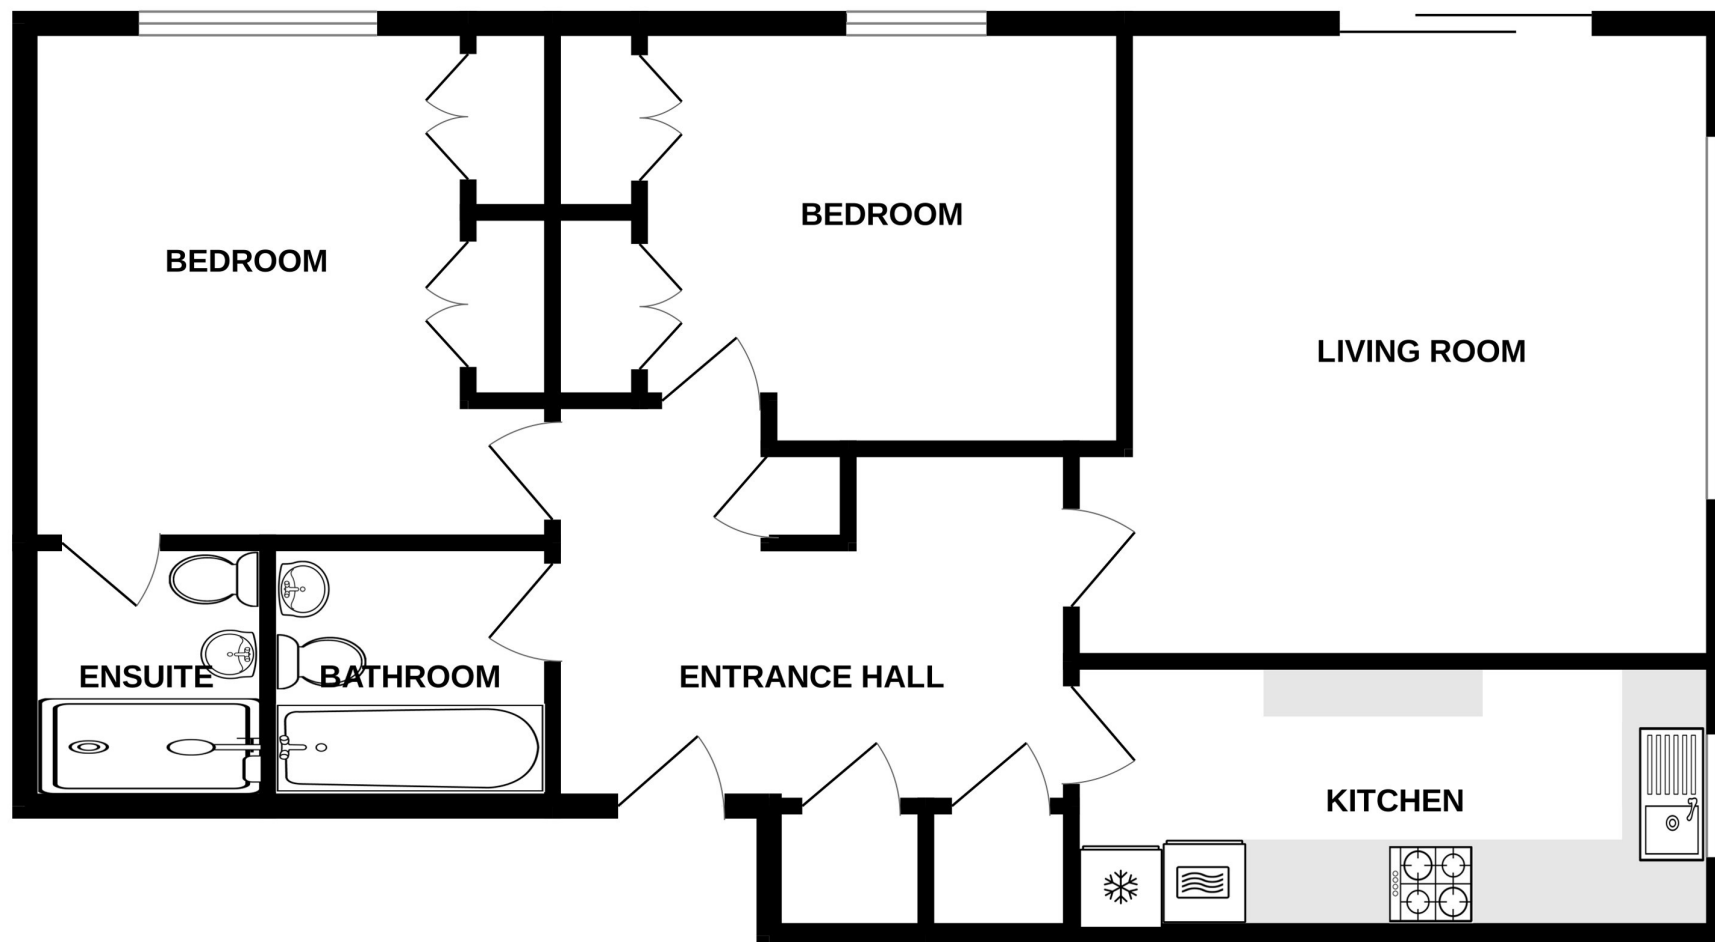 BEDROOM
BEDROOM
LIVING ROOM
ENSUITE
BATHROOM
ENTRANCE HALL
KITCHEN